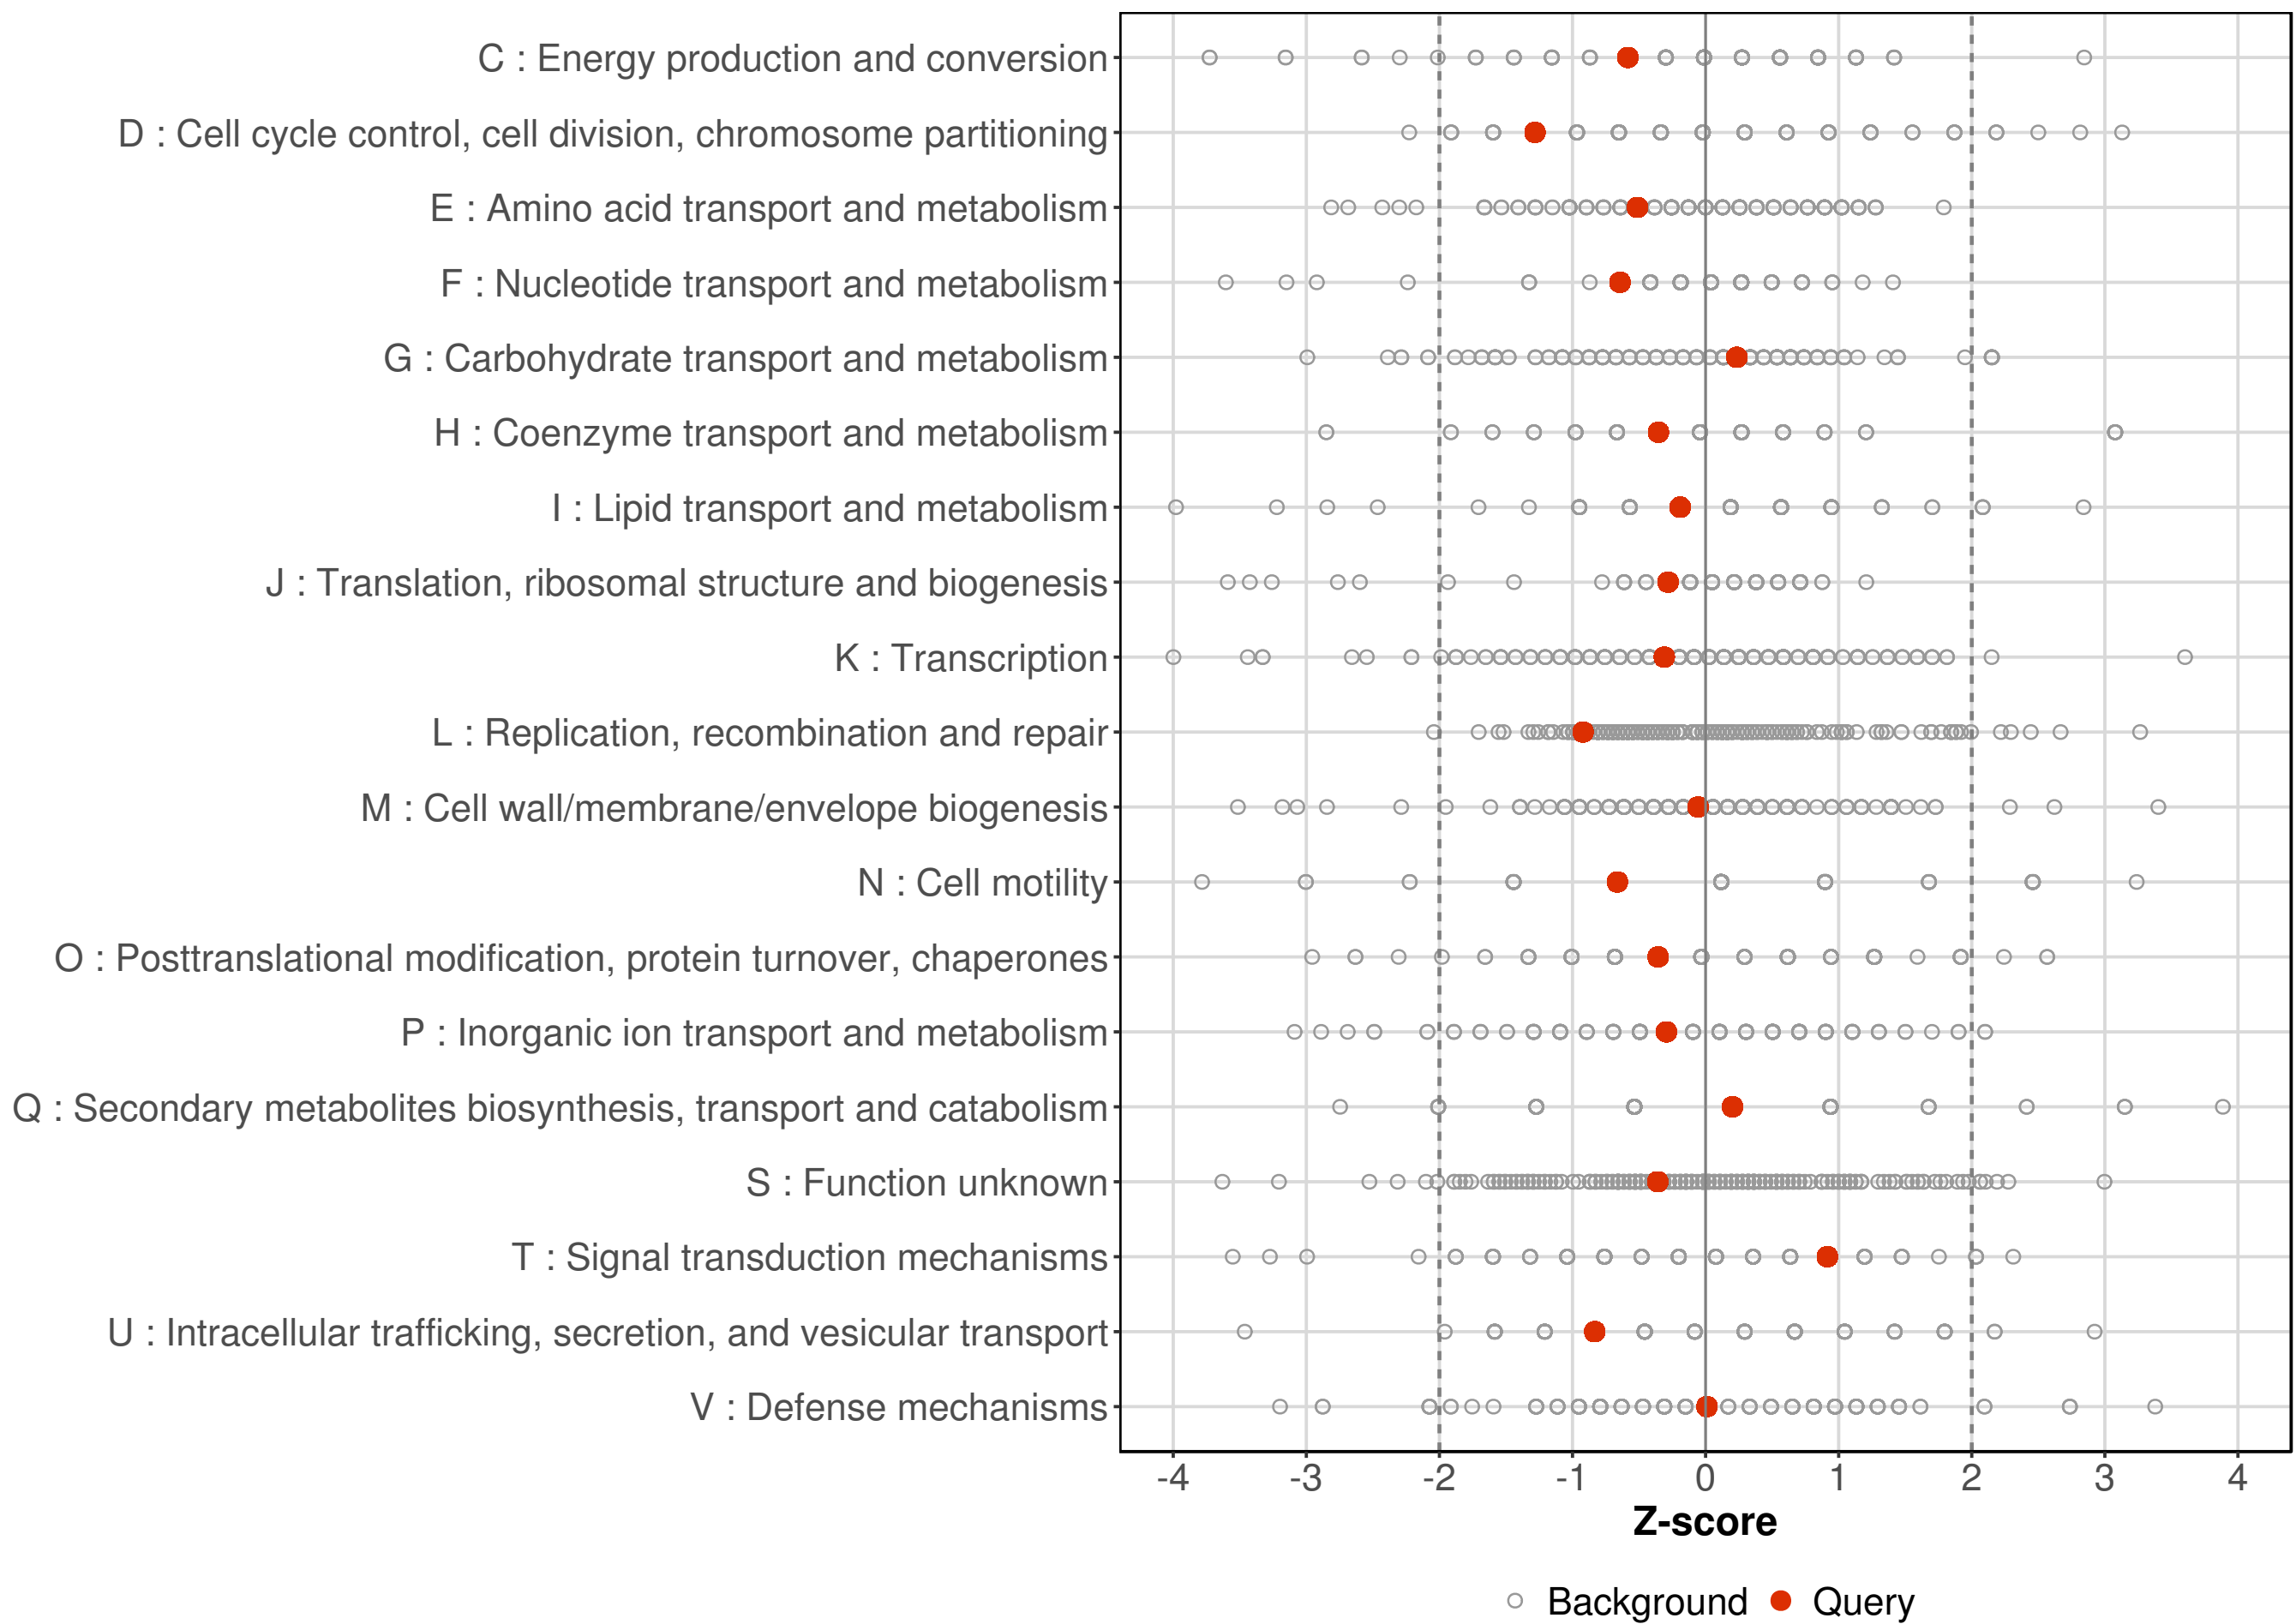 C : Energy production and conversion
D : Cell cycle control, cell division, chromosome partitioning
E : Amino acid transport and metabolism
F : Nucleotide transport and metabolism
G : Carbohydrate transport and metabolism
H : Coenzyme transport and metabolism
I : Lipid transport and metabolism
J : Translation, ribosomal structure and biogenesis
K : Transcription
L : Replication, recombination and repair
M : Cell wall/membrane/envelope biogenesis
N : Cell motility
O : Posttranslational modification, protein turnover, chaperones
P : Inorganic ion transport and metabolism
Q : Secondary metabolites biosynthesis, transport and catabolism
S : Function unknown
T : Signal transduction mechanisms
U : Intracellular trafficking, secretion, and vesicular transport
V : Defense mechanisms
-4 -3 -2 -1 0 1 2 3 4
Z-score
Background Query